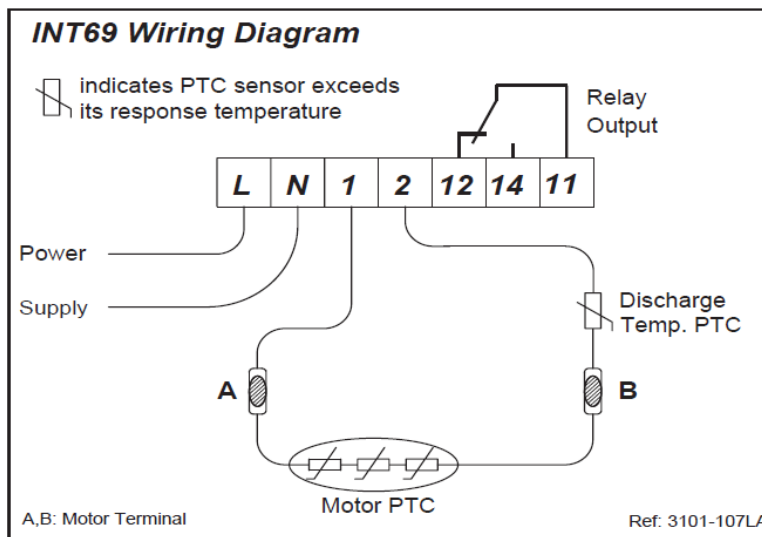 INT69 Wiring Diagram
indicates PTC sensor exceeds
its response temperature
Relay
Output
L N 1 2 12 14 11
Power
Supply
Discharge
Temp. PTC
A
B
Motor PTC
A,B: Motor Terminal
Ref: 3101-107LA